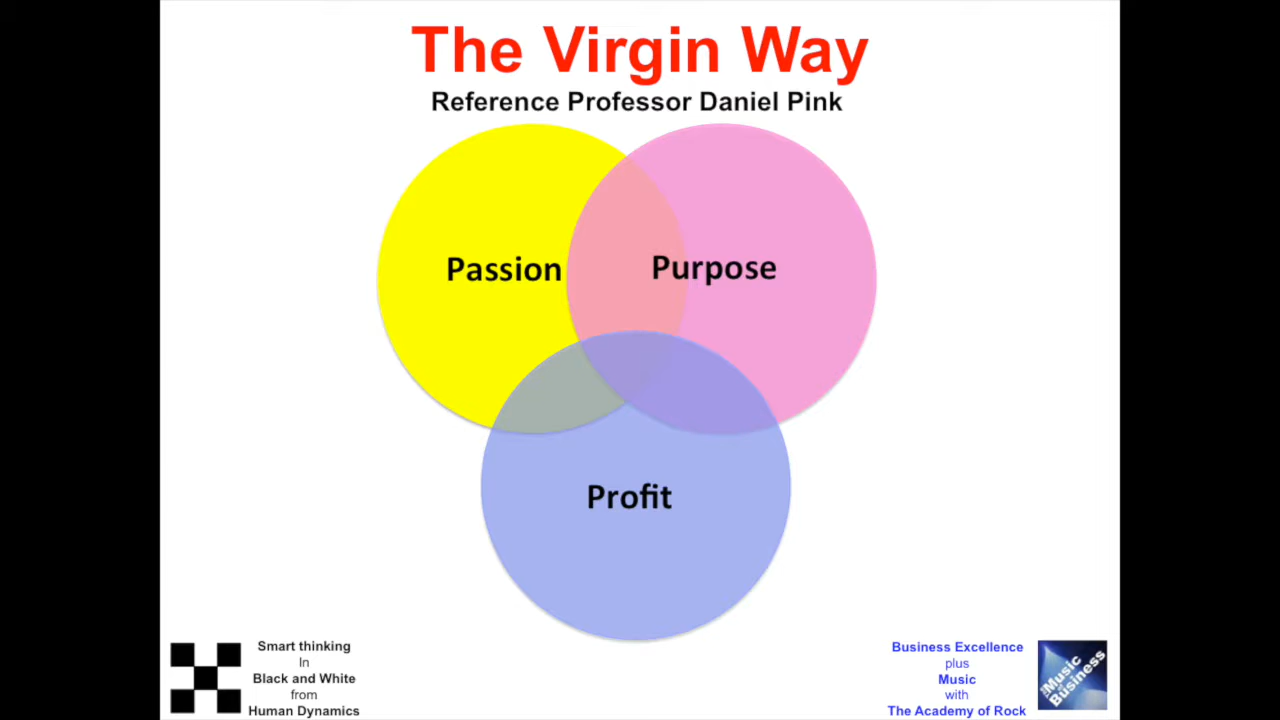 The Virgin Way
Reference Professor Daniel Pink
Passion
Purpose
Profit
Smart thinking
In
Black and White
from
Human Dynamics
Business Excellence
plus
Music
with
The Academy of Rock
Music
Business